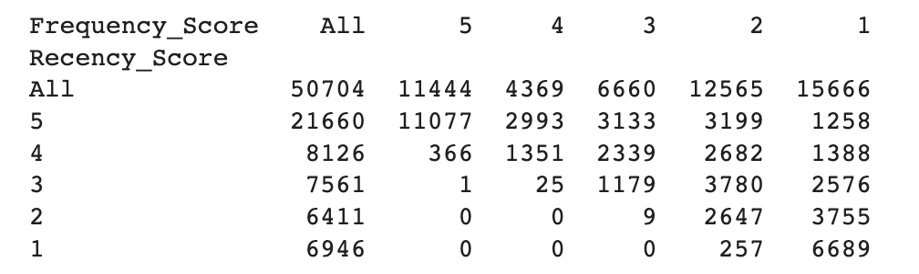 Frequency_Score All 5 4 3 2 1
Recency_Score
All 50704 11444 4369 6660 12565 15666
5 21660 11077 2993 3133 3199 1258
4 8126 366 1351 2339 2682 1388
3 7561 1 25 1179 3780 2576
2 6411 0 0 9 2647 3755
1 6946 0 0 0 257 6689